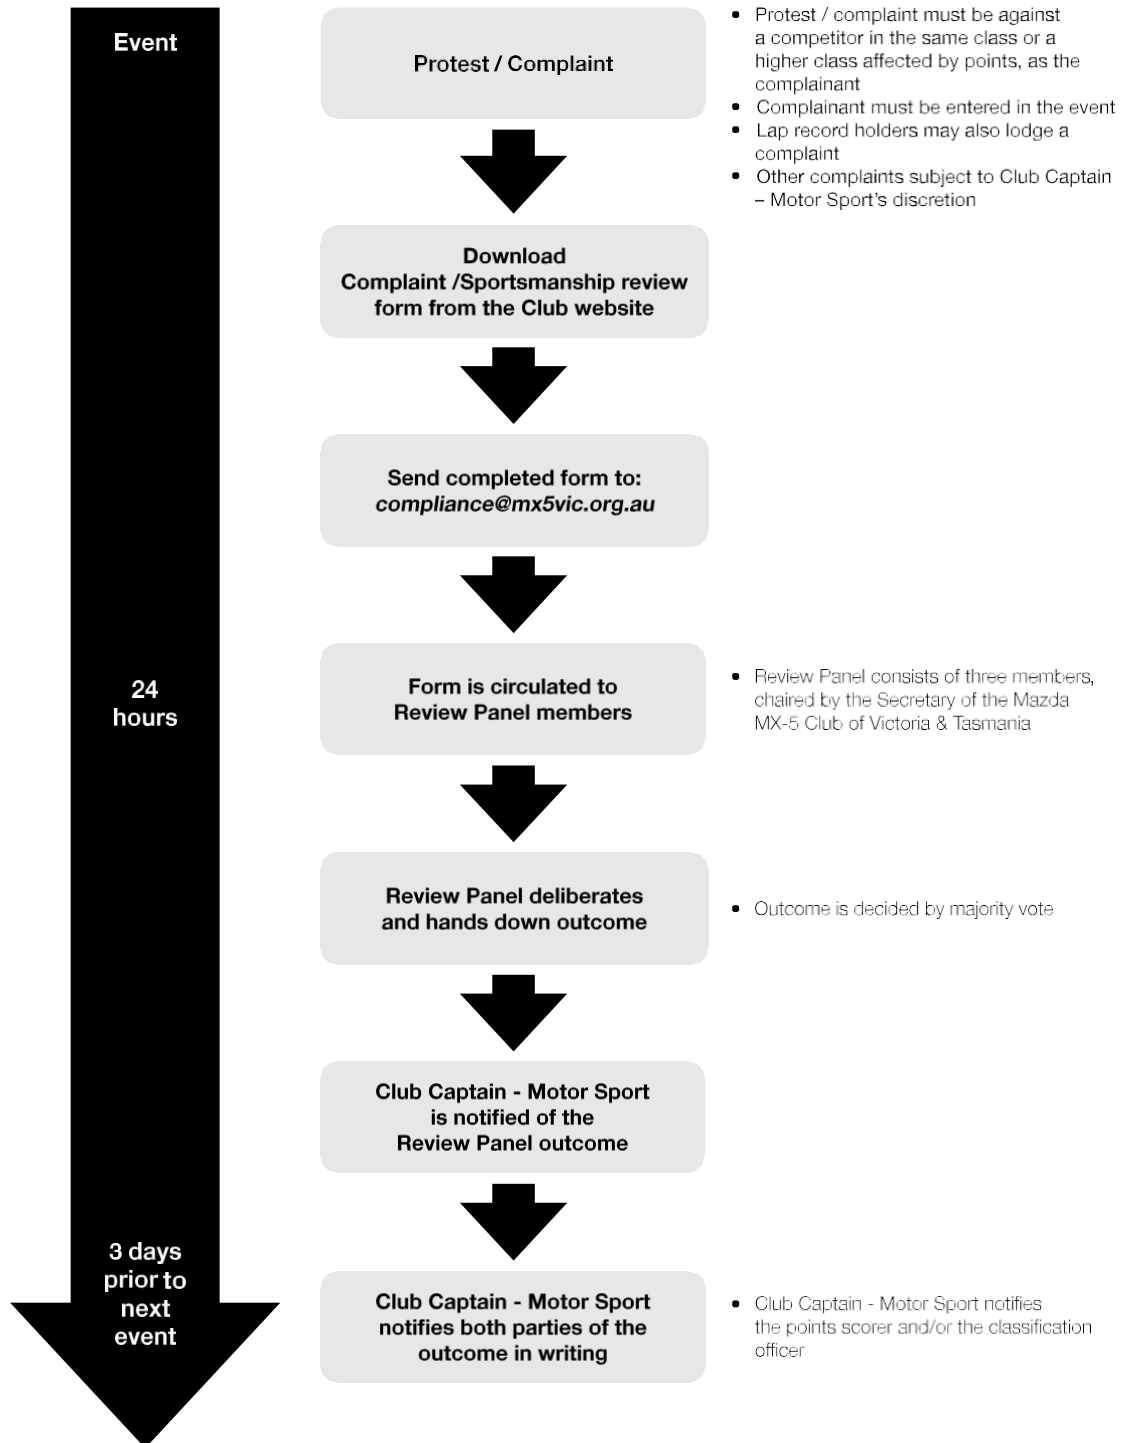 Event
Protest / Complaint
• Protest / complaint must be against
a competitor in the same class or a
higher class affected by points, as the
complainant
• Complainant must be entered in the event
• Lap record holders may also lodge a
complaint
• Other complaints subject to Club Captain
– Motor Sport's discretion
Download
Complaint /Sportsmanship review
form from the Club website
Send completed form to:
compliance@mx5vic.org.au
24
hours
Form is circulated to
Review Panel members
• Review Panel consists of three members,
chaired by the Secretary of the Mazda
MX-5 Club of Victoria & Tasmania
Review Panel deliberates
and hands down outcome
• Outcome is decided by majority vote
Club Captain - Motor Sport
is notified of the
Review Panel outcome
3 days
prior to
next
event
Club Captain - Motor Sport
notifies both parties of the
outcome in writing
• Club Captain - Motor Sport notifies
the points scorer and/or the classification
officer